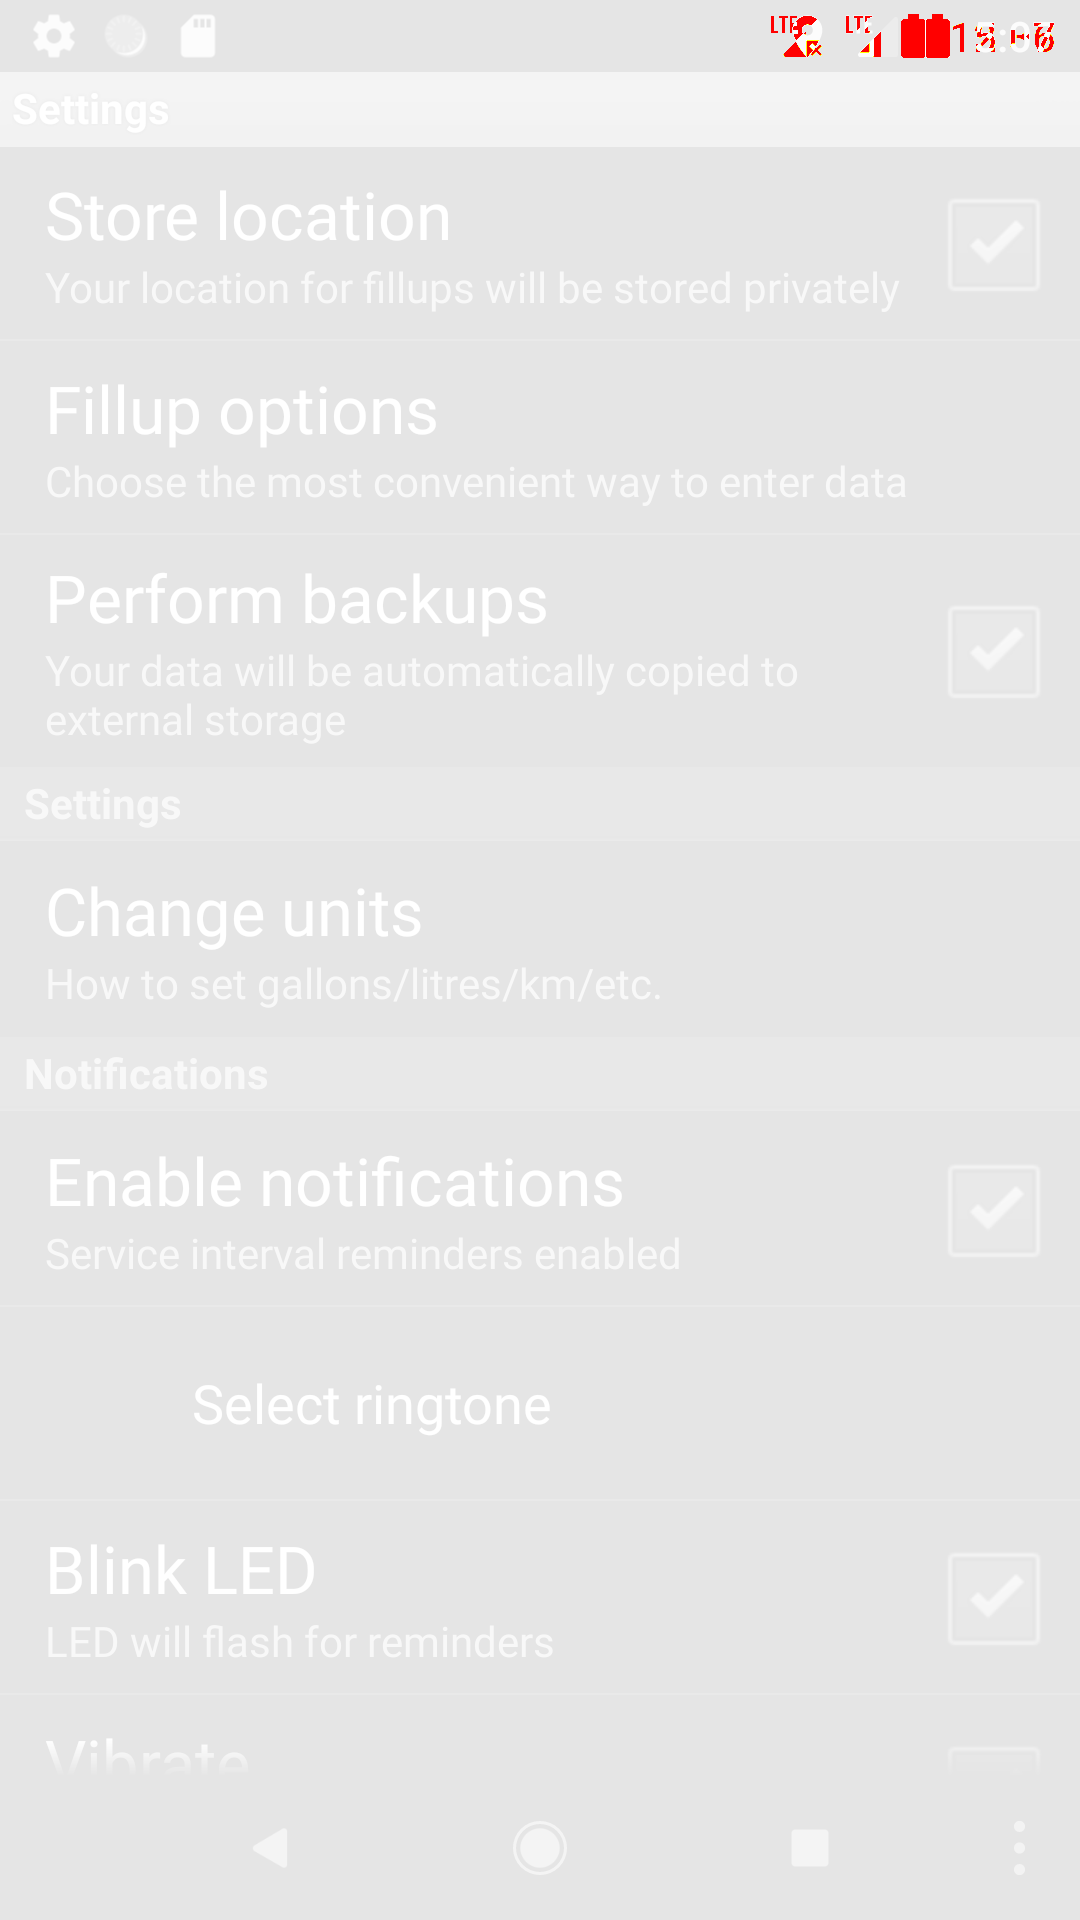 LTE LTE
Settings
Store location
Your location for fillups will be stored privately
Fillup options
Choose the most convenient way to enter data
Perform backups
Your data will be automatically copied to
external storage
Settings
Change units
How to set gallons/litres/km/etc.
Notifications
Enable notifications
Service interval reminders enabled
Select ringtone
Blink LED
LED will flash for reminders
Vibrate